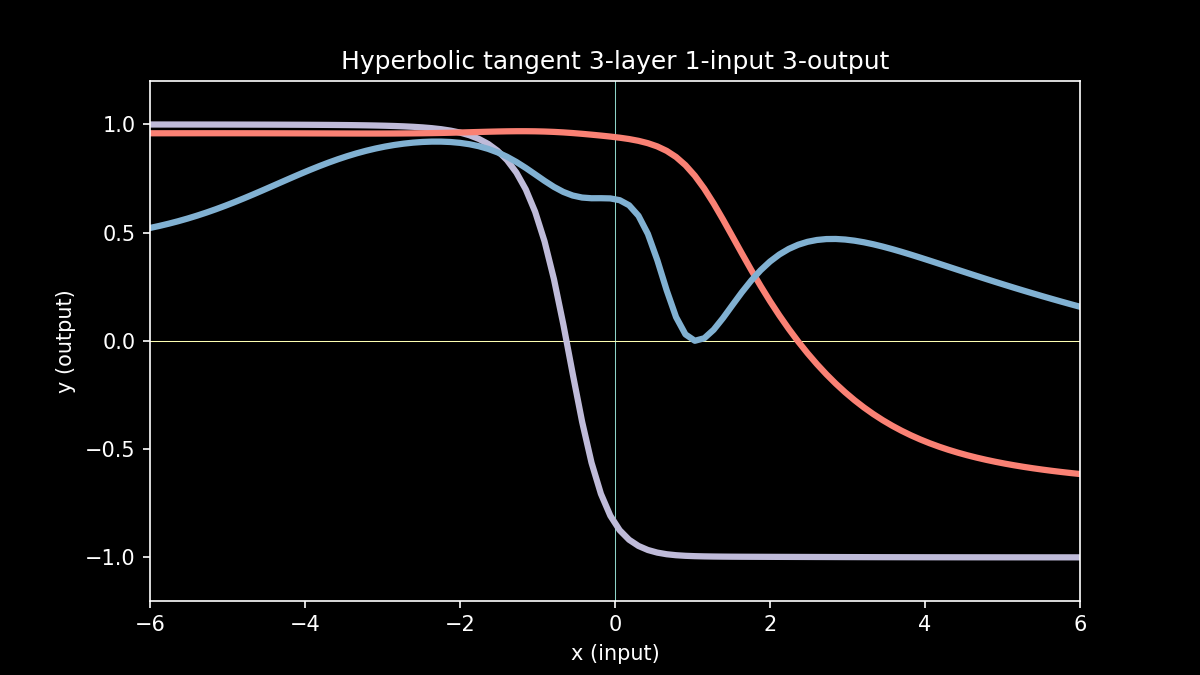 Hyperbolic tangent 3-layer 1-input 3-output
1.0
0.5
0.0
−0.5
−1.0
y (output)
−6 −4 −2 0 2 4 6
x (input)